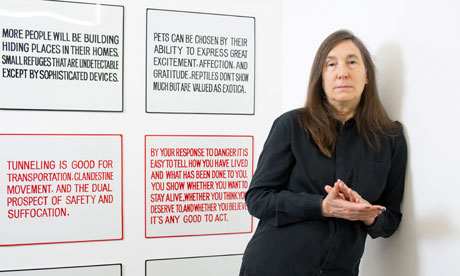 MORE PEOPLE WILL BE BUILDING
HIDING PLACES IN THEIR HOMES,
SMALL REFUGES THAT ARE UNDETECTABLE
EXCEPT BY SOPHISTICATED DEVICES.
PETS CAN BE CHOSEN BY THEIR
ABILITY TO EXPRESS GREAT
EXCITEMENT, AFFECTION, AND
GRATITUDE. REPTILES DON'T SHOW
MUCH BUT ARE VALUED AS EXOTICA.
TUNNELING IS GOOD FOR
TRANSPORTATION, CLANDESTINE
MOVEMENT, AND THE DUAL
PROSPECT OF SAFETY AND
SUFFOCATION.
BY YOUR RESPONSE TO DANGER IT IS
EASY TO TELL HOW YOU HAVE LIVED
AND WHAT HAS BEEN DONE TO YOU.
YOU SHOW WHETHER YOU WANT TO
STAY ALIVE, WHETHER YOU THINK YOU
DESERVE TO, AND WHETHER YOU BELIEVE
IT'S ANY GOOD TO ACT.